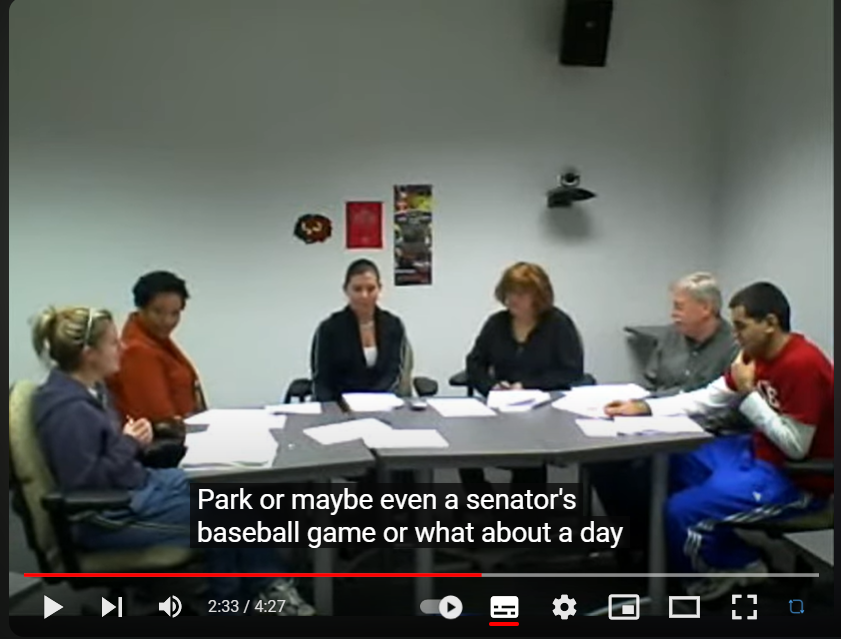 Park or maybe even a senator's
baseball game or what about a day
2:33 / 4:27